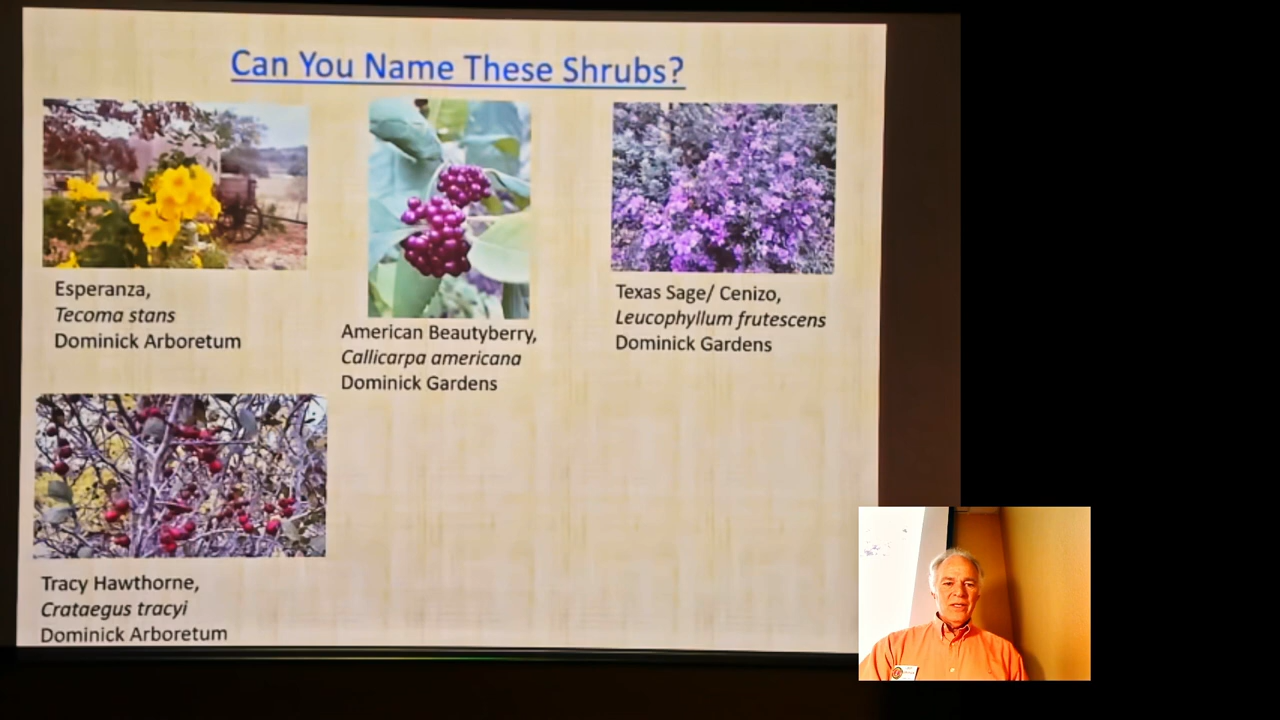 Can You Name These Shrubs?
Esperanza,
Tecoma stans
Dominick Arboretum
American Beautyberry,
Callicarpa americana
Dominick Gardens
Texas Sage/ Cenizo,
Leucophyllum frutescens
Dominick Gardens
Tracy Hawthorne,
Crataegus tracyi
Dominick Arboretum